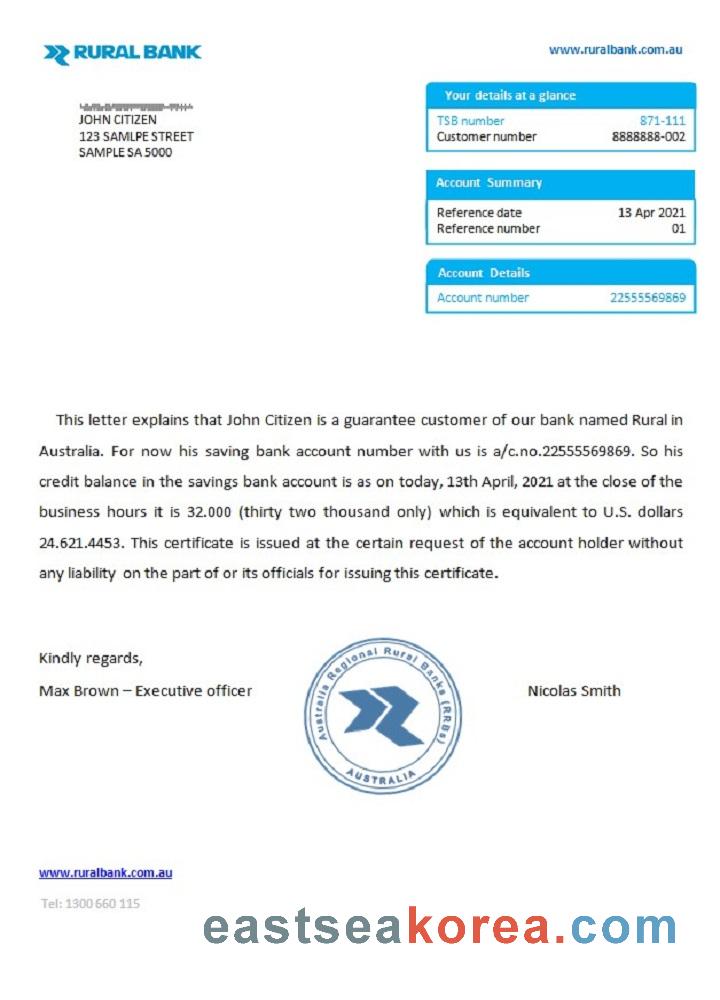 RURAL BANK
www.ruralbank.com.au
JOHN CITIZEN
123 SAMLPE STREET
SAMPLE SA 5000
Your details at a glance
TSB number 871-111
Customer number 8888888-002
Account Summary
Reference date 13 Apr 2021
Reference number 01
Account Details
Account number 22555569869
This letter explains that John Citizen is a guarantee customer of our bank named Rural in
Australia. For now his saving bank account number with us is a/c.no.22555569869. So his
credit balance in the savings bank account is as on today, 13th April, 2021 at the close of the
business hours it is 32.000 (thirty two thousand only) which is equivalent to U.S. dollars
24.621.4453. This certificate is issued at the certain request of the account holder without
any liability on the part of or its officials for issuing this certificate.
Kindly regards,
Max Brown – Executive officer
Australia Regional Rural Banks (RRBs)
AUSTRALIA
Nicolas Smith
www.ruralbank.com.au
Tel: 1300 660 115
eastseakorea.com